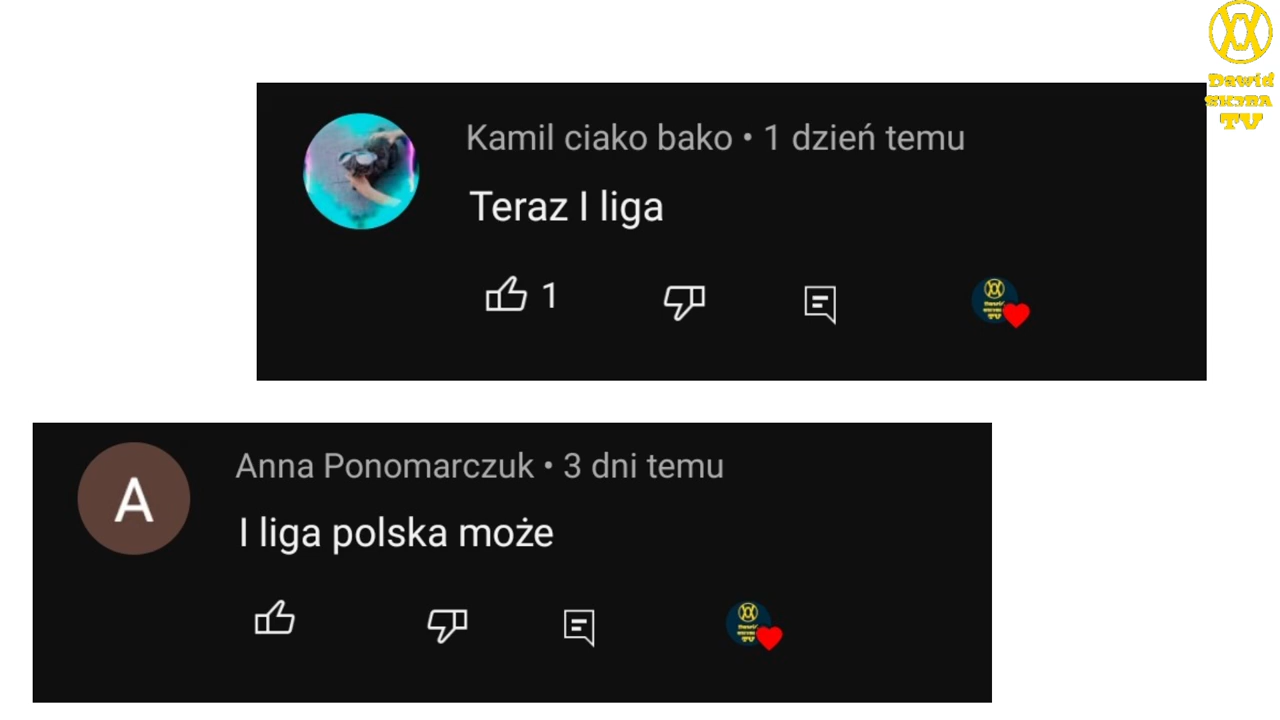 Dawid
SKÓRA
TV
Kamil ciako bako • 1 dzień temu
Teraz I liga
1
A
Anna Ponomarczuk • 3 dni temu
I liga polska może